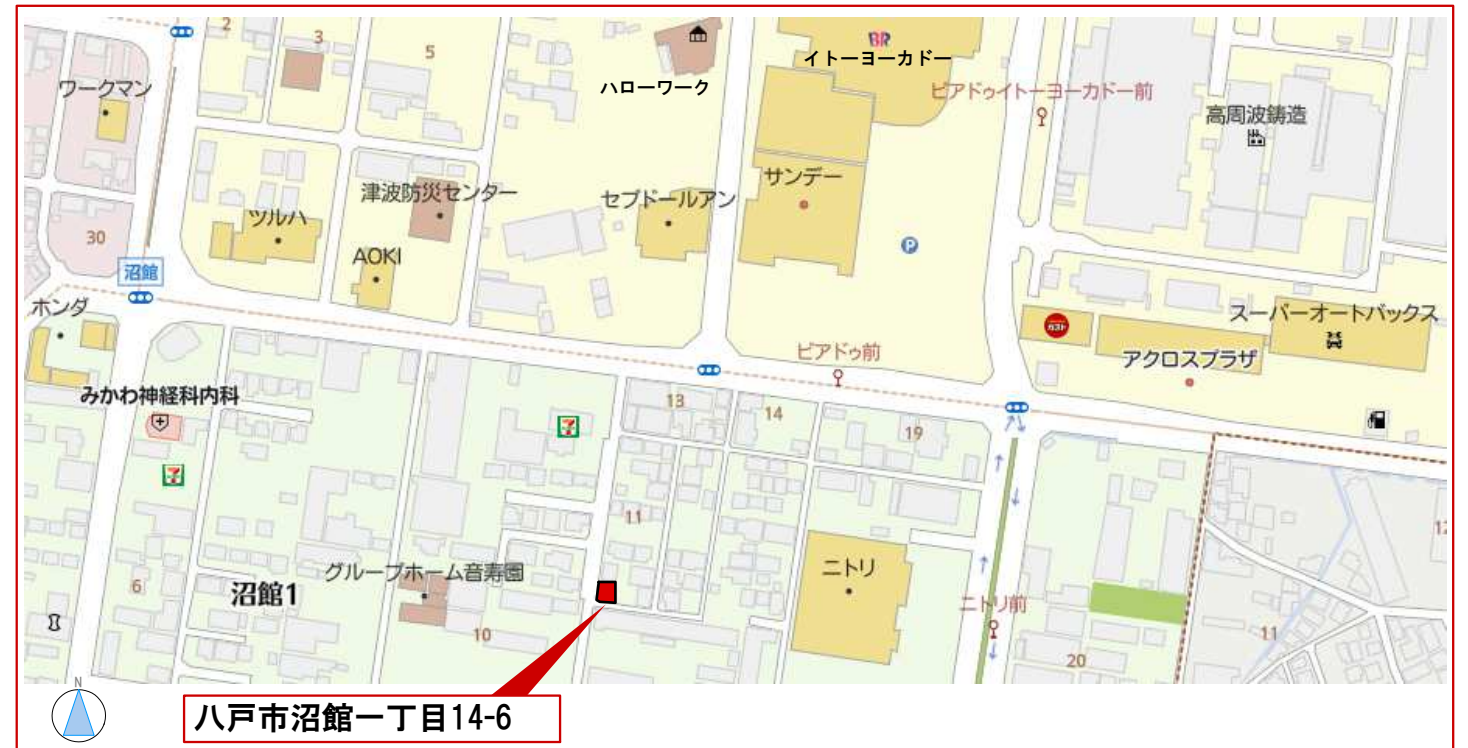 2
3
5
BR
イトーヨーカドー
ハローワーク
ワークマン
ピアドゥイトーヨーカドー前
高周波鋳造
津波防災センター
サンデー
セブドールアン
ツルハ
30
AOKI
P
沼館
ホンダ
スーパーオートバックス
ガスト
ピアドゥ前
アクロスプラザ
みかわ神経科内科
13
14
19
7
7
11
12
グループホーム音寿園
ニトリ
6
沼館1
ニトリ前
10
11
20
N
八戸市沼館一丁目14-6